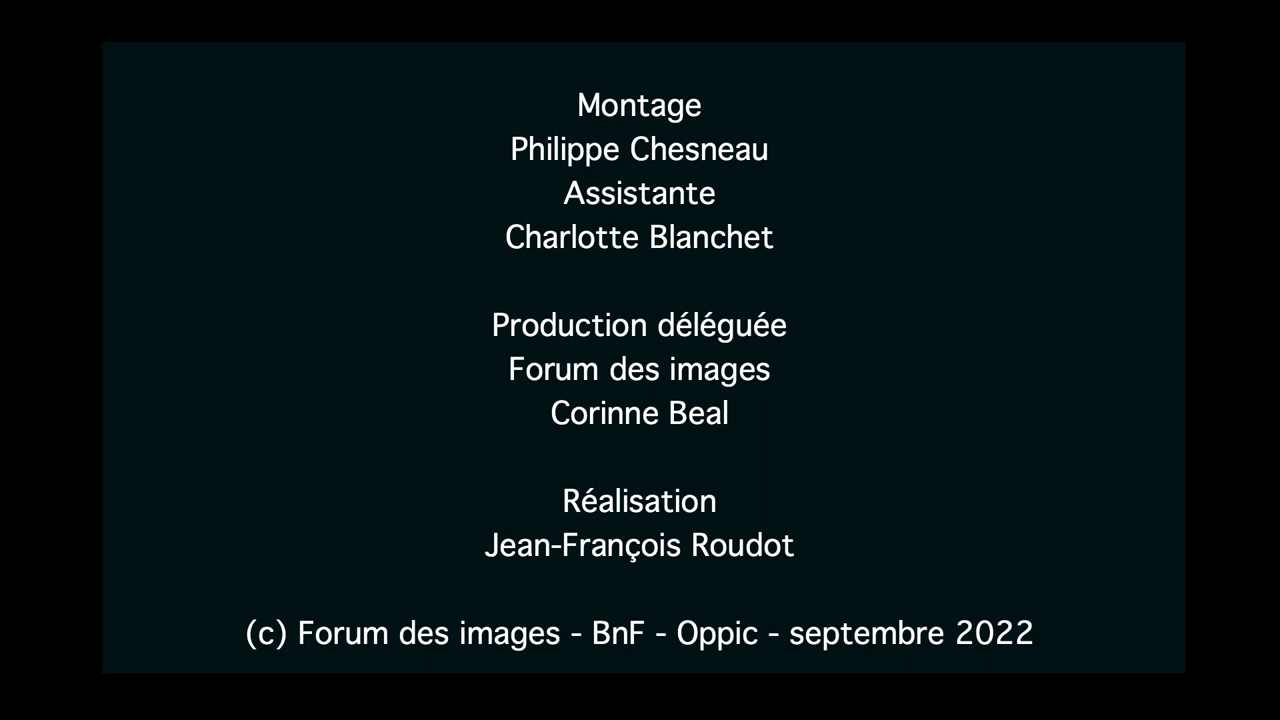 Montage
Philippe Chesneau
Assistante
Charlotte Blanchet
Production déléguée
Forum des images
Corinne Beal
Réalisation
Jean-François Roudot
(c) Forum des images - BnF - Oppic - septembre 2022